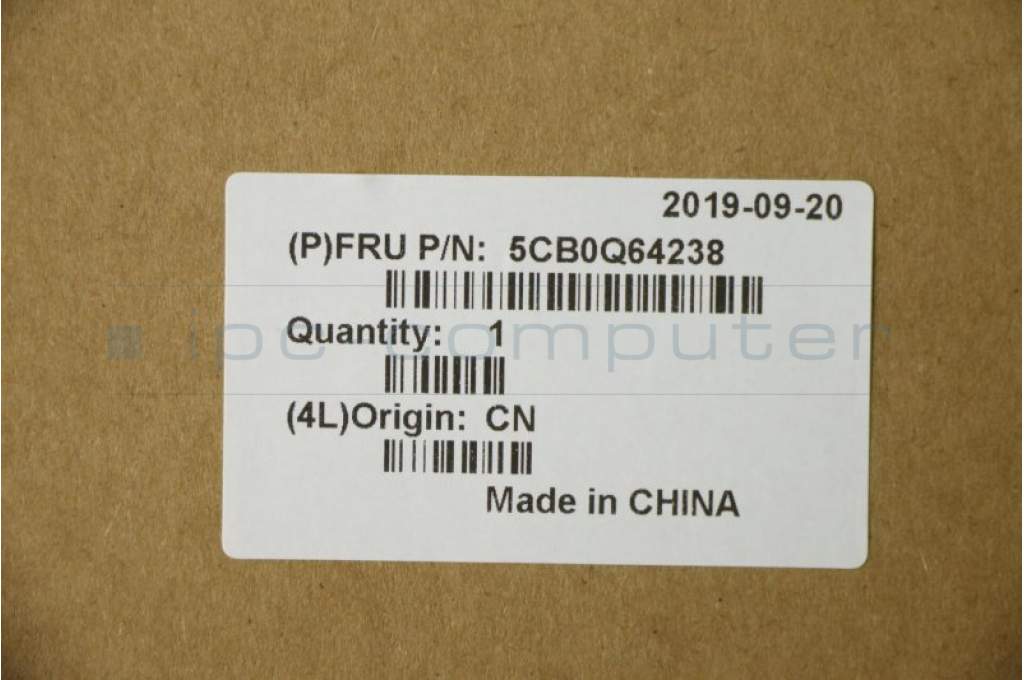 2019-09-20
(P)FRU P/N: 5CB0Q64238
Quantity: 1
ipc computer
(4L)Origin: CN
Made in CHINA